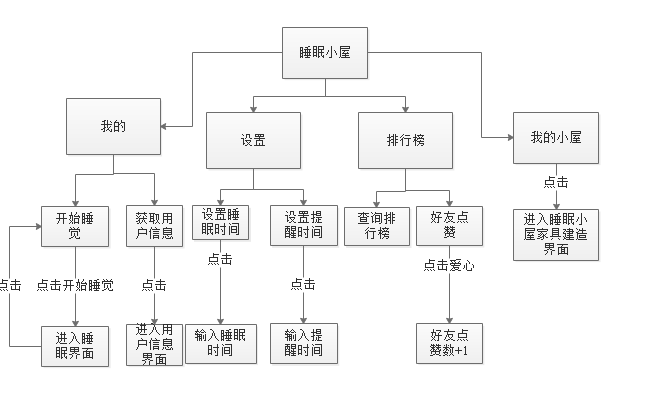 睡眠小屋
我的
设置
排行榜
我的小屋
点击
开始睡
觉
获取用
户信息
设置睡
眠时间
设置提
醒时间
查询排
行榜
好友点
赞
进入睡眠小
屋家具建造
界面
点击
点击开始睡觉
点击
点击
点击
点击爱心
进入睡
眠界面
进入用
户信息
界面
输入睡眠
时间
输入提
醒时间
好友点
赞数+1